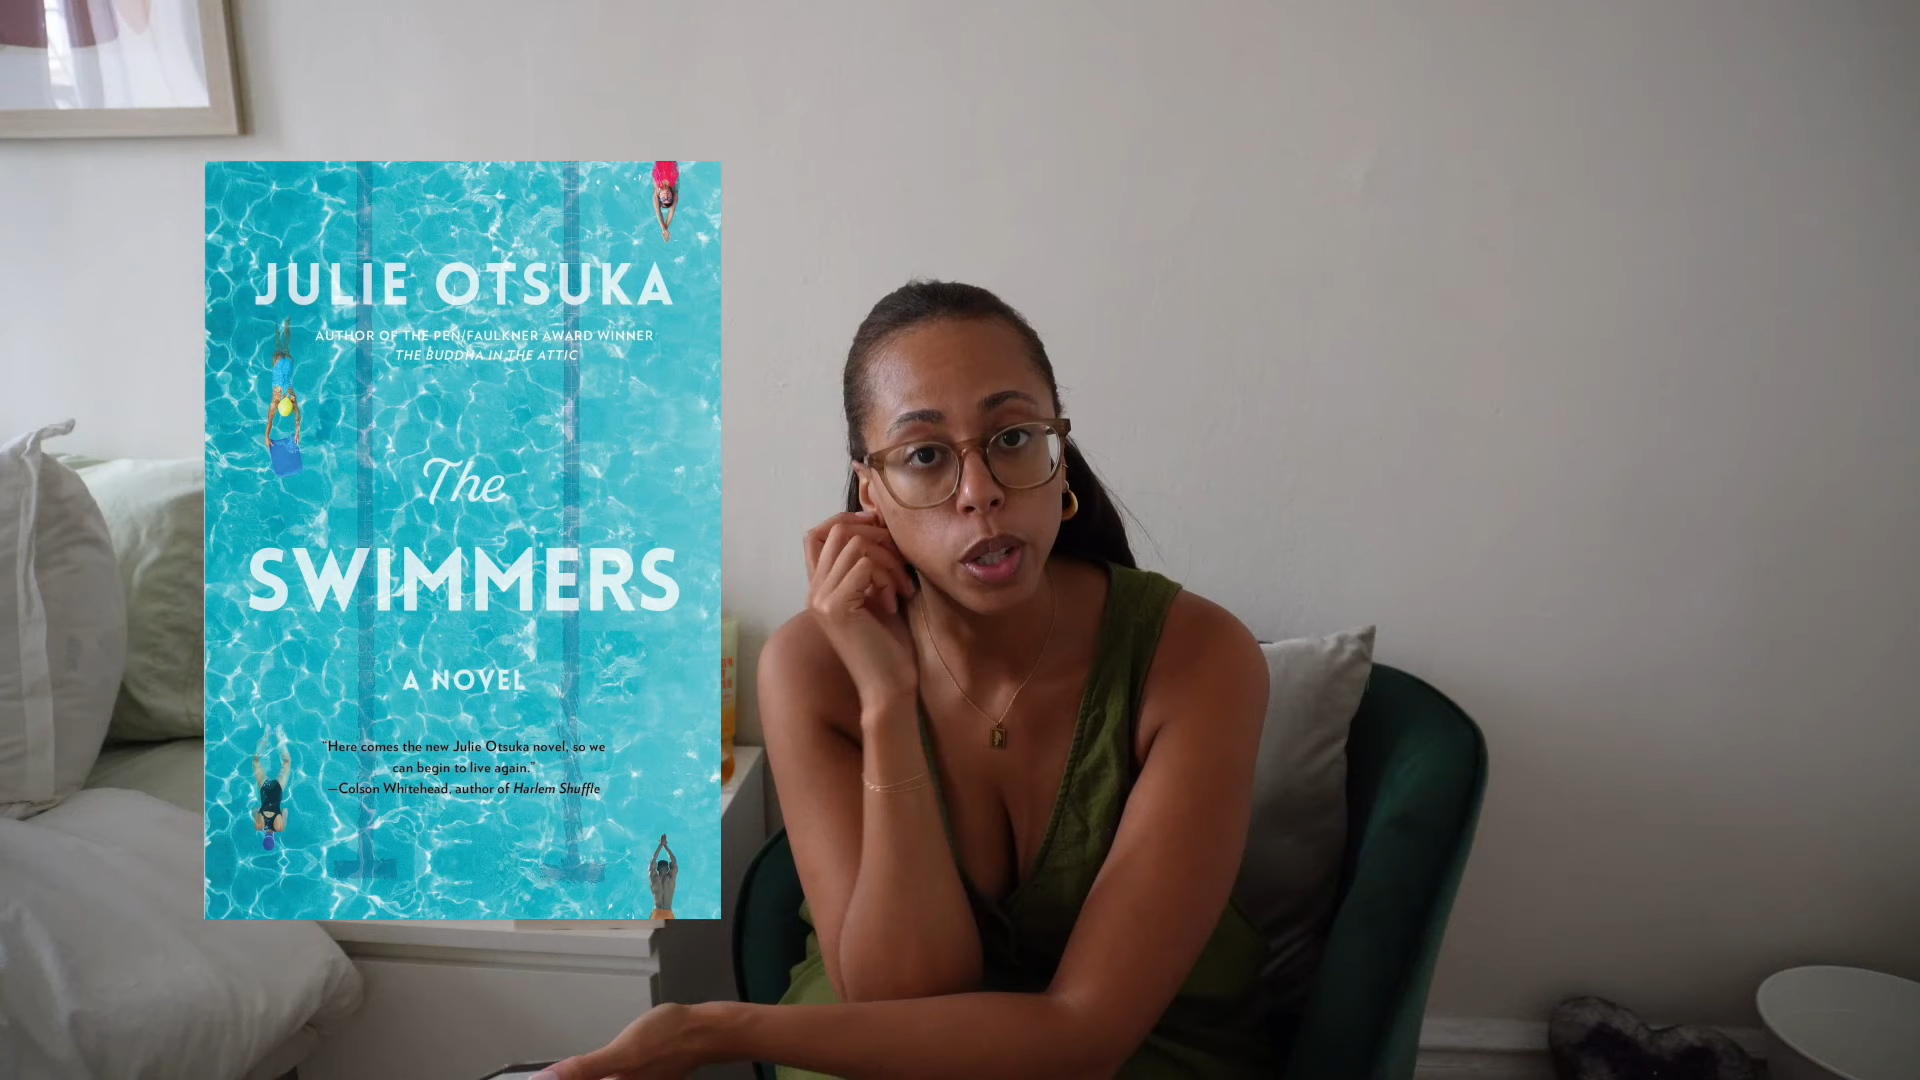 JULIE OTSUKA
AUTHOR OF THE PEN/FAULKNER AWARD WINNER
THE BUDDHA IN THE ATTIC
The
SWIMMERS
A NOVEL
“Here comes the new Julie Otsuka novel, so we
can begin to live again.”
—Colson Whitehead, author of Harlem Shuffle